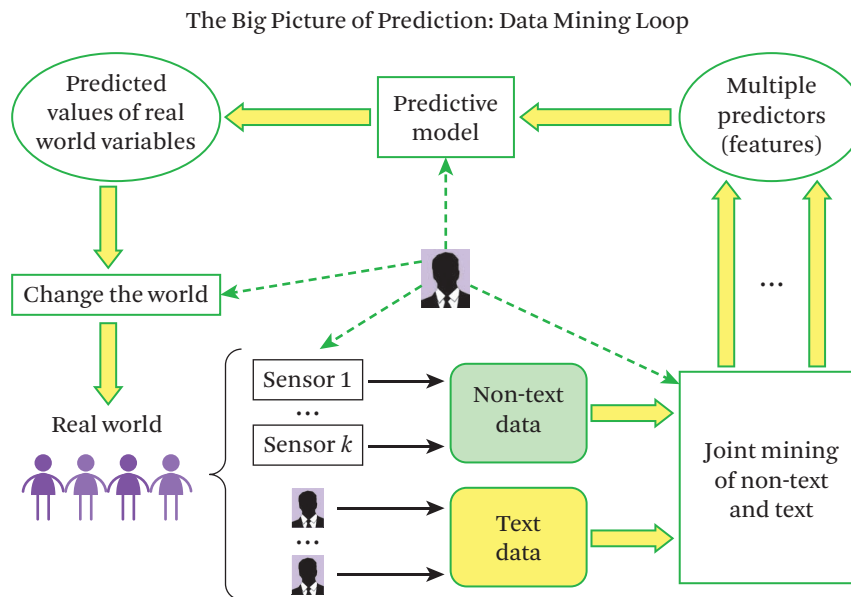 The Big Picture of Prediction: Data Mining Loop
Predicted
values of real
world variables
Predictive
model
Multiple
predictors
(features)
Change the world
...
Real world
Sensor 1
...
Sensor k
Non-text
data
...
Text
data
Joint mining
of non-text
and text